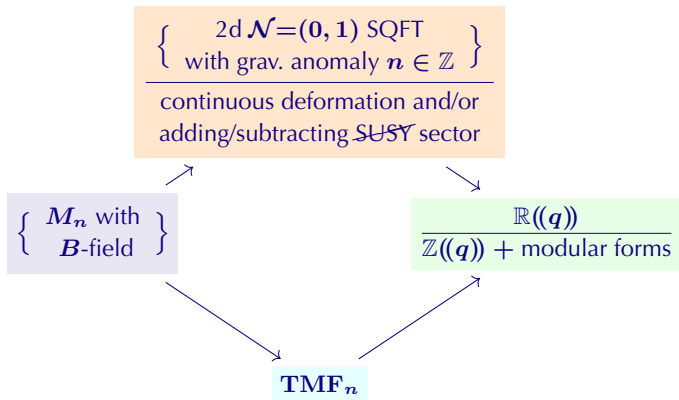 2d 𝒩=(0, 1) SQFT
with grav. anomaly n ∈ ℤ
continuous deformation and/or
adding/subtracting SUSY sector
M_n with
B-field
ℝ((q))
ℤ((q)) + modular forms
TMF_n